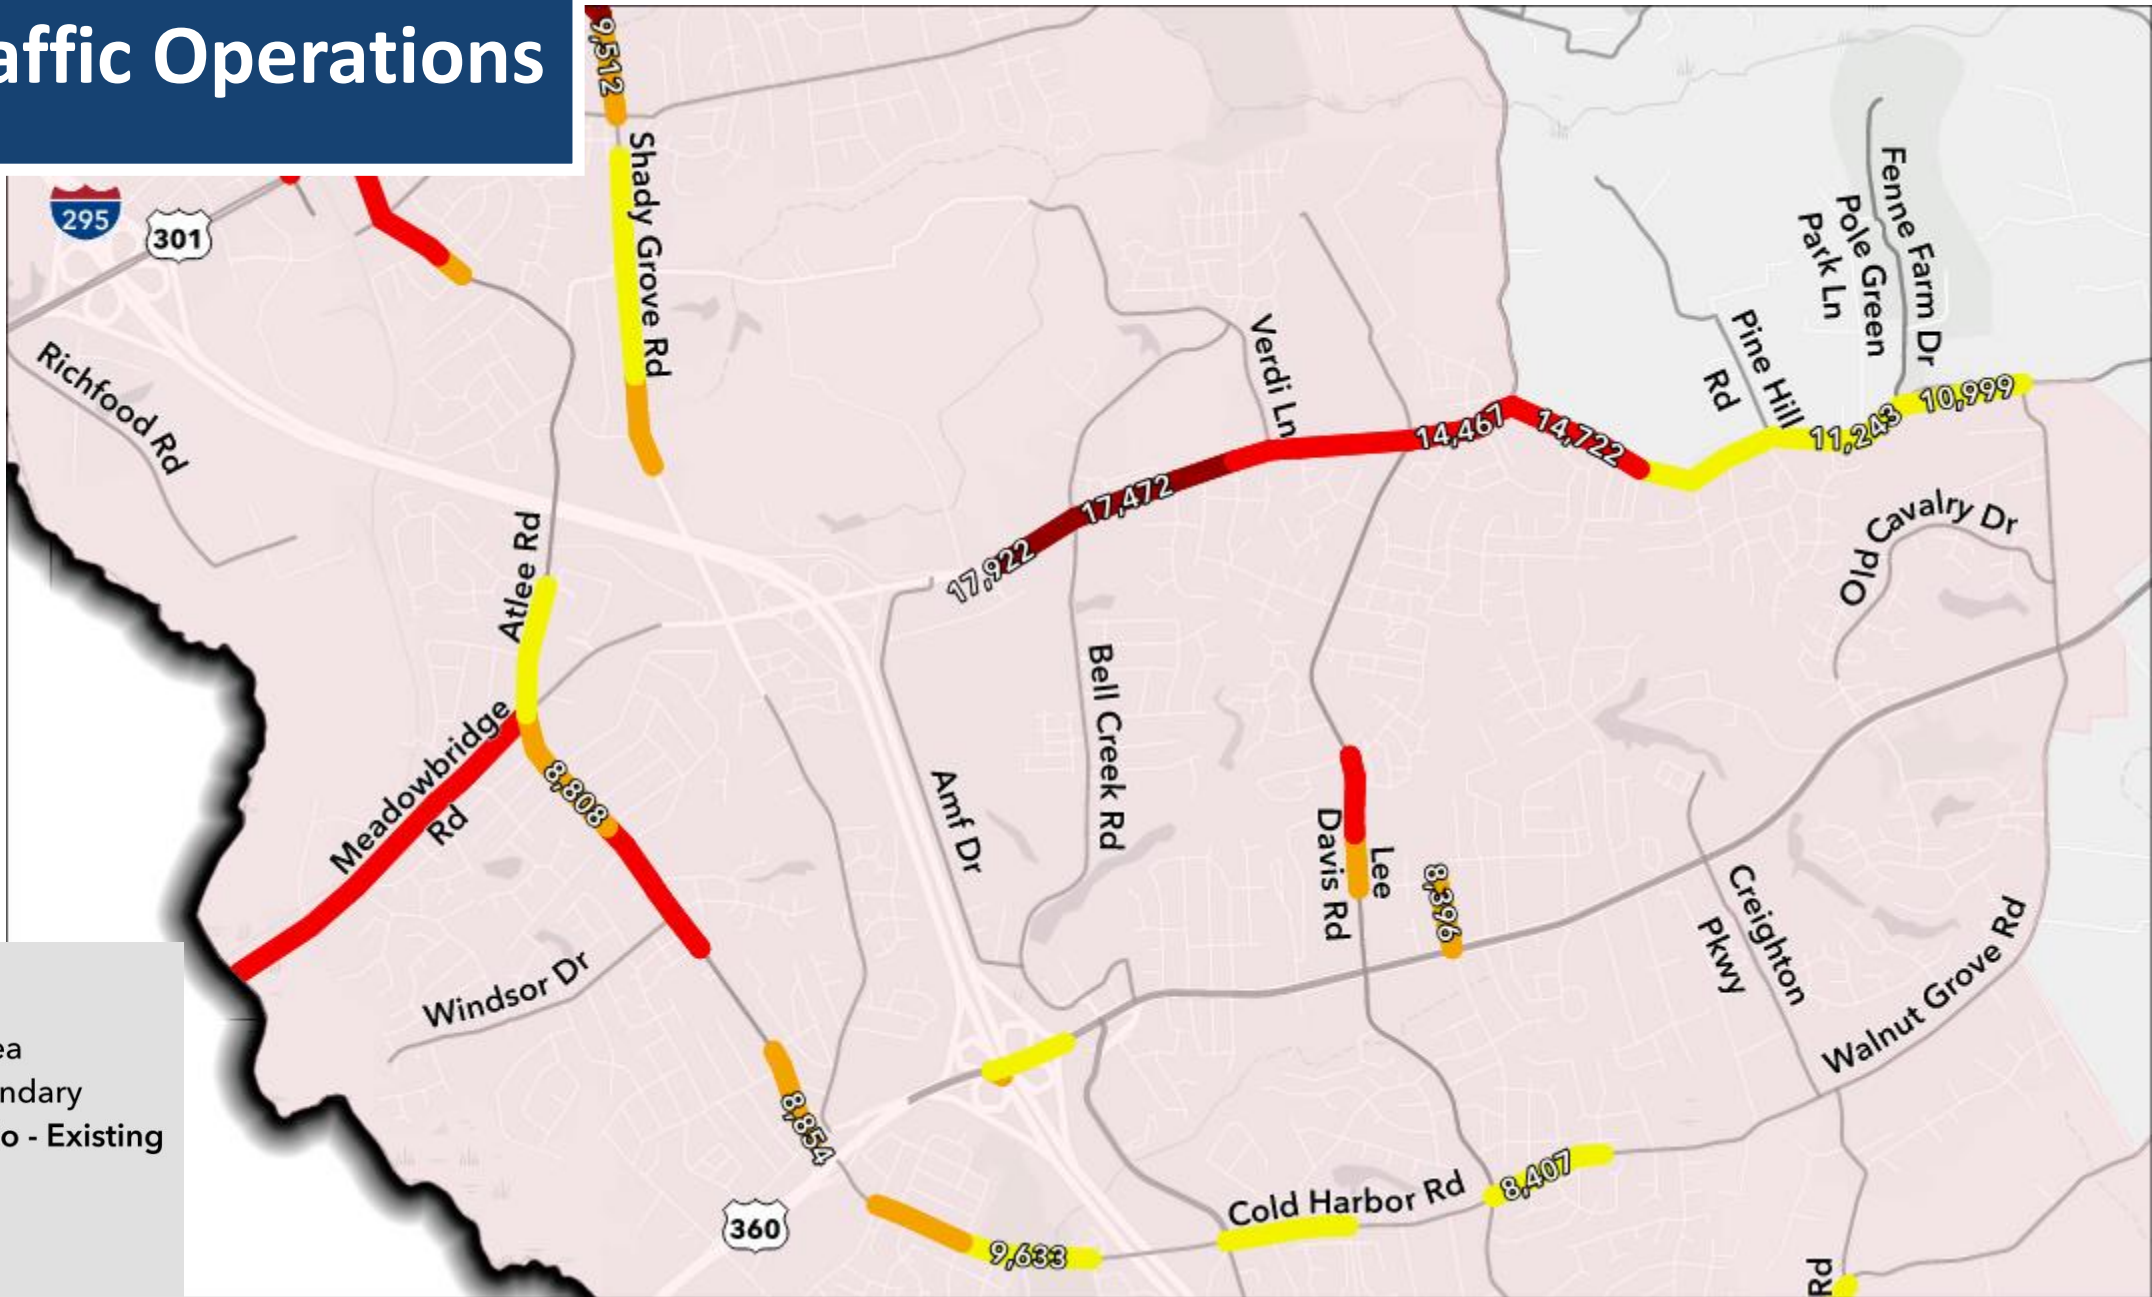 affic Operations
9,512
Shady Grove Rd
295
301
Richfood Rd
Fenne Farm Dr
Pole Green
Park Ln
Pine Hill
Rd
Verdi Ln
10,999
11,243
14,722
14,467
17,472
17,922
Old Cavalry Dr
Atlee Rd
Meadowbridge
Rd
8,808
Bell Creek Rd
Amf Dr
Lee
Davis Rd
8,396
Creighton
Pkwy
Walnut Grove Rd
Windsor Dr
8,854
360
9,633
Cold Harbor Rd
8,407
Rd
ea
ndary
o - Existing